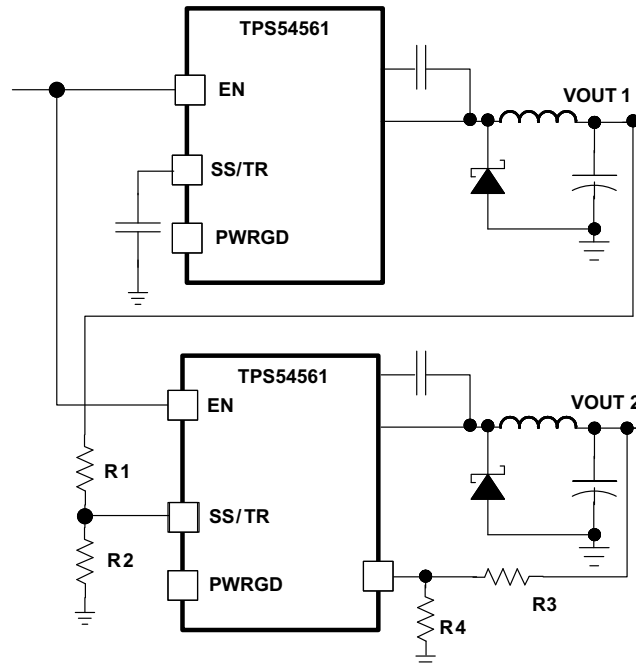 TPS54561
EN
VOUT 1
SS/TR
PWRGD
TPS54561
EN
VOUT 2
R1
SS/TR
R2
PWRGD
R3
R4